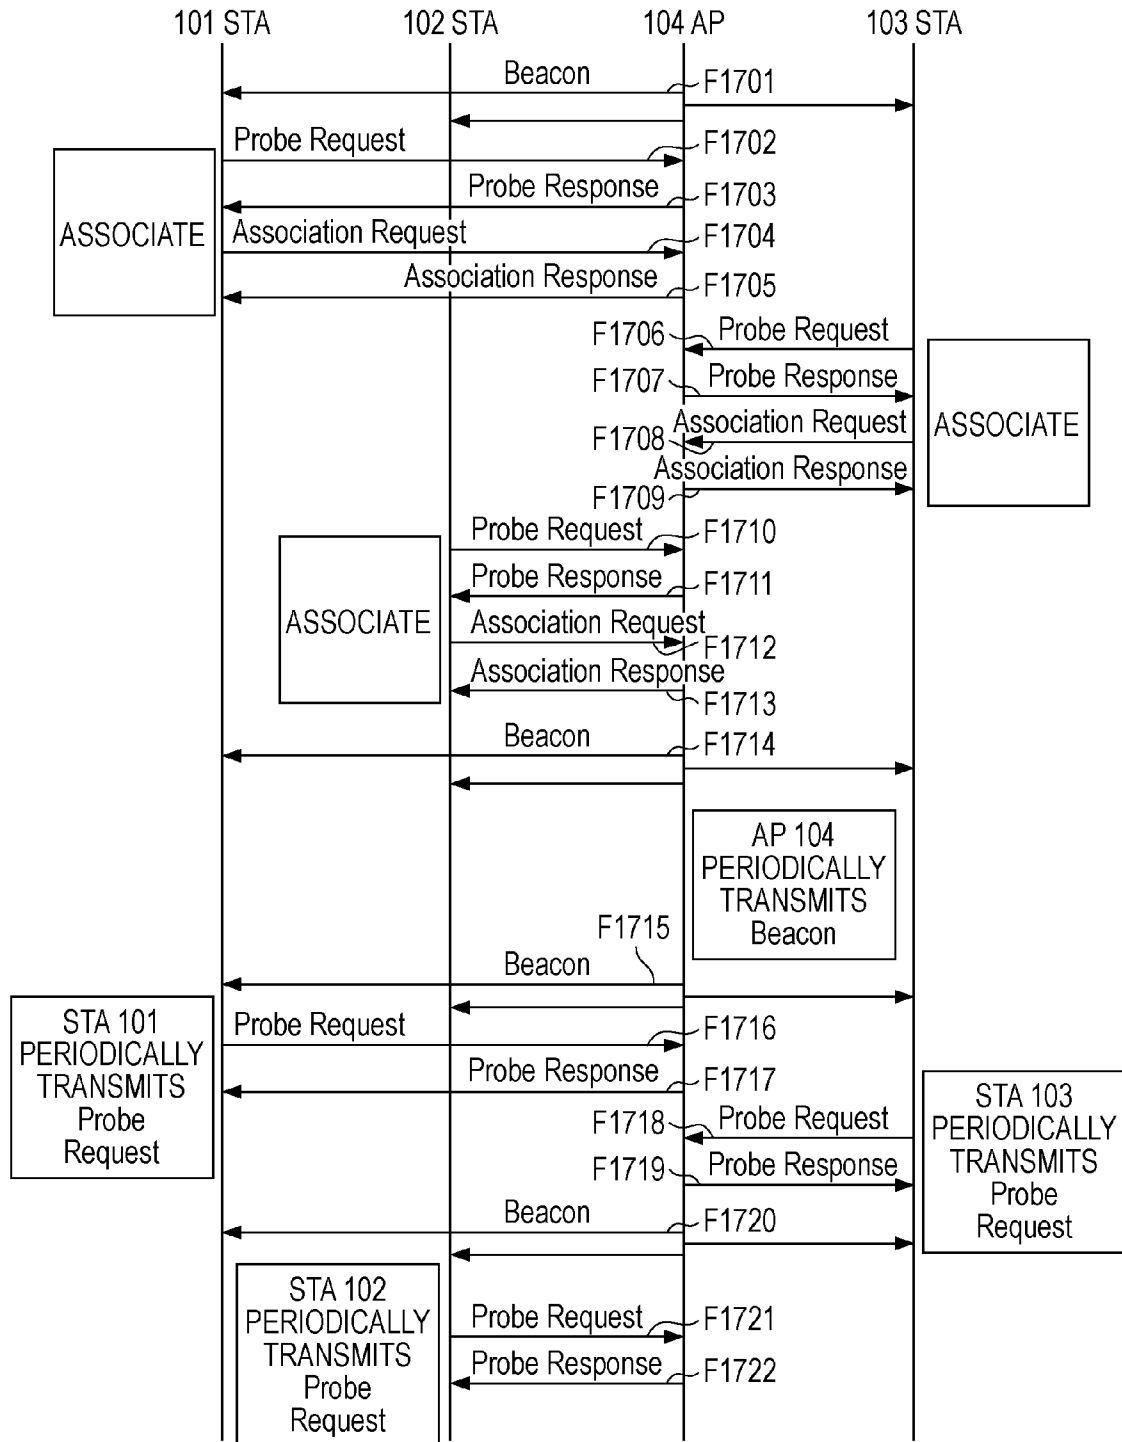 101 STA 102 STA 104 AP 103 STA
Beacon F1701
Probe Request F1702
Probe Response F1703
ASSOCIATE
Association Request F1704
Association Response F1705
F1706 Probe Request
F1707 Probe Response
F1708 Association Request
ASSOCIATE
F1709 Association Response
Probe Request F1710
Probe Response F1711
ASSOCIATE
Association Request F1712
Association Response F1713
Beacon F1714
AP 104
PERIODICALLY
TRANSMITS
Beacon
F1715
Beacon
STA 101
PERIODICALLY
TRANSMITS
Probe
Request
Probe Request F1716
Probe Response F1717
F1718 Probe Request
F1719 Probe Response
STA 103
PERIODICALLY
TRANSMITS
Probe
Request
Beacon F1720
STA 102
PERIODICALLY
TRANSMITS
Probe
Request
Probe Request F1721
Probe Response F1722